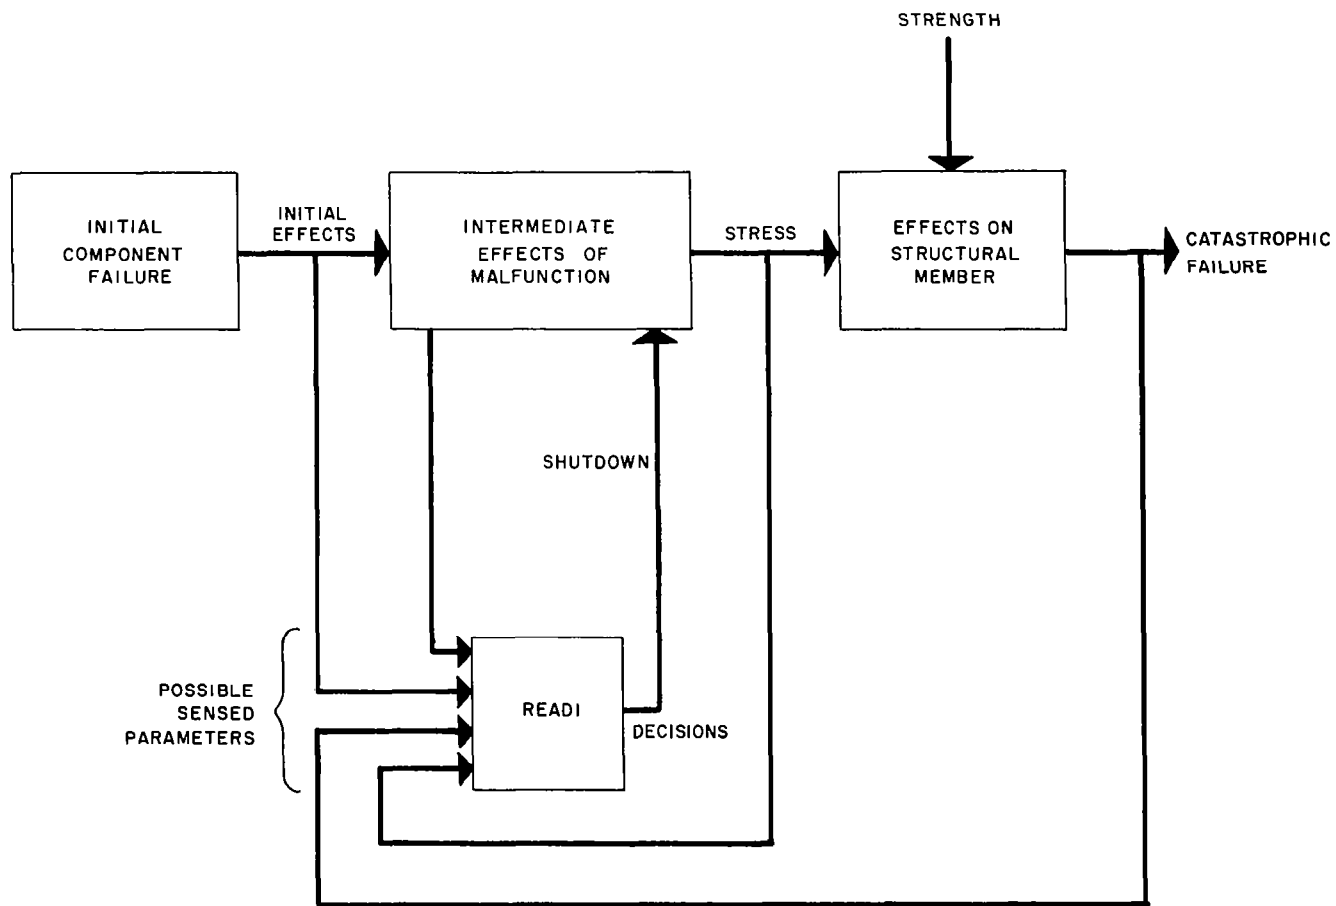 STRENGTH
INITIAL
COMPONENT
FAILURE
INITIAL
EFFECTS
INTERMEDIATE
EFFECTS OF
MALFUNCTION
STRESS
EFFECTS ON
STRUCTURAL
MEMBER
CATASTROPHIC
FAILURE
SHUTDOWN
POSSIBLE
SENSED
PARAMETERS
READI
DECISIONS